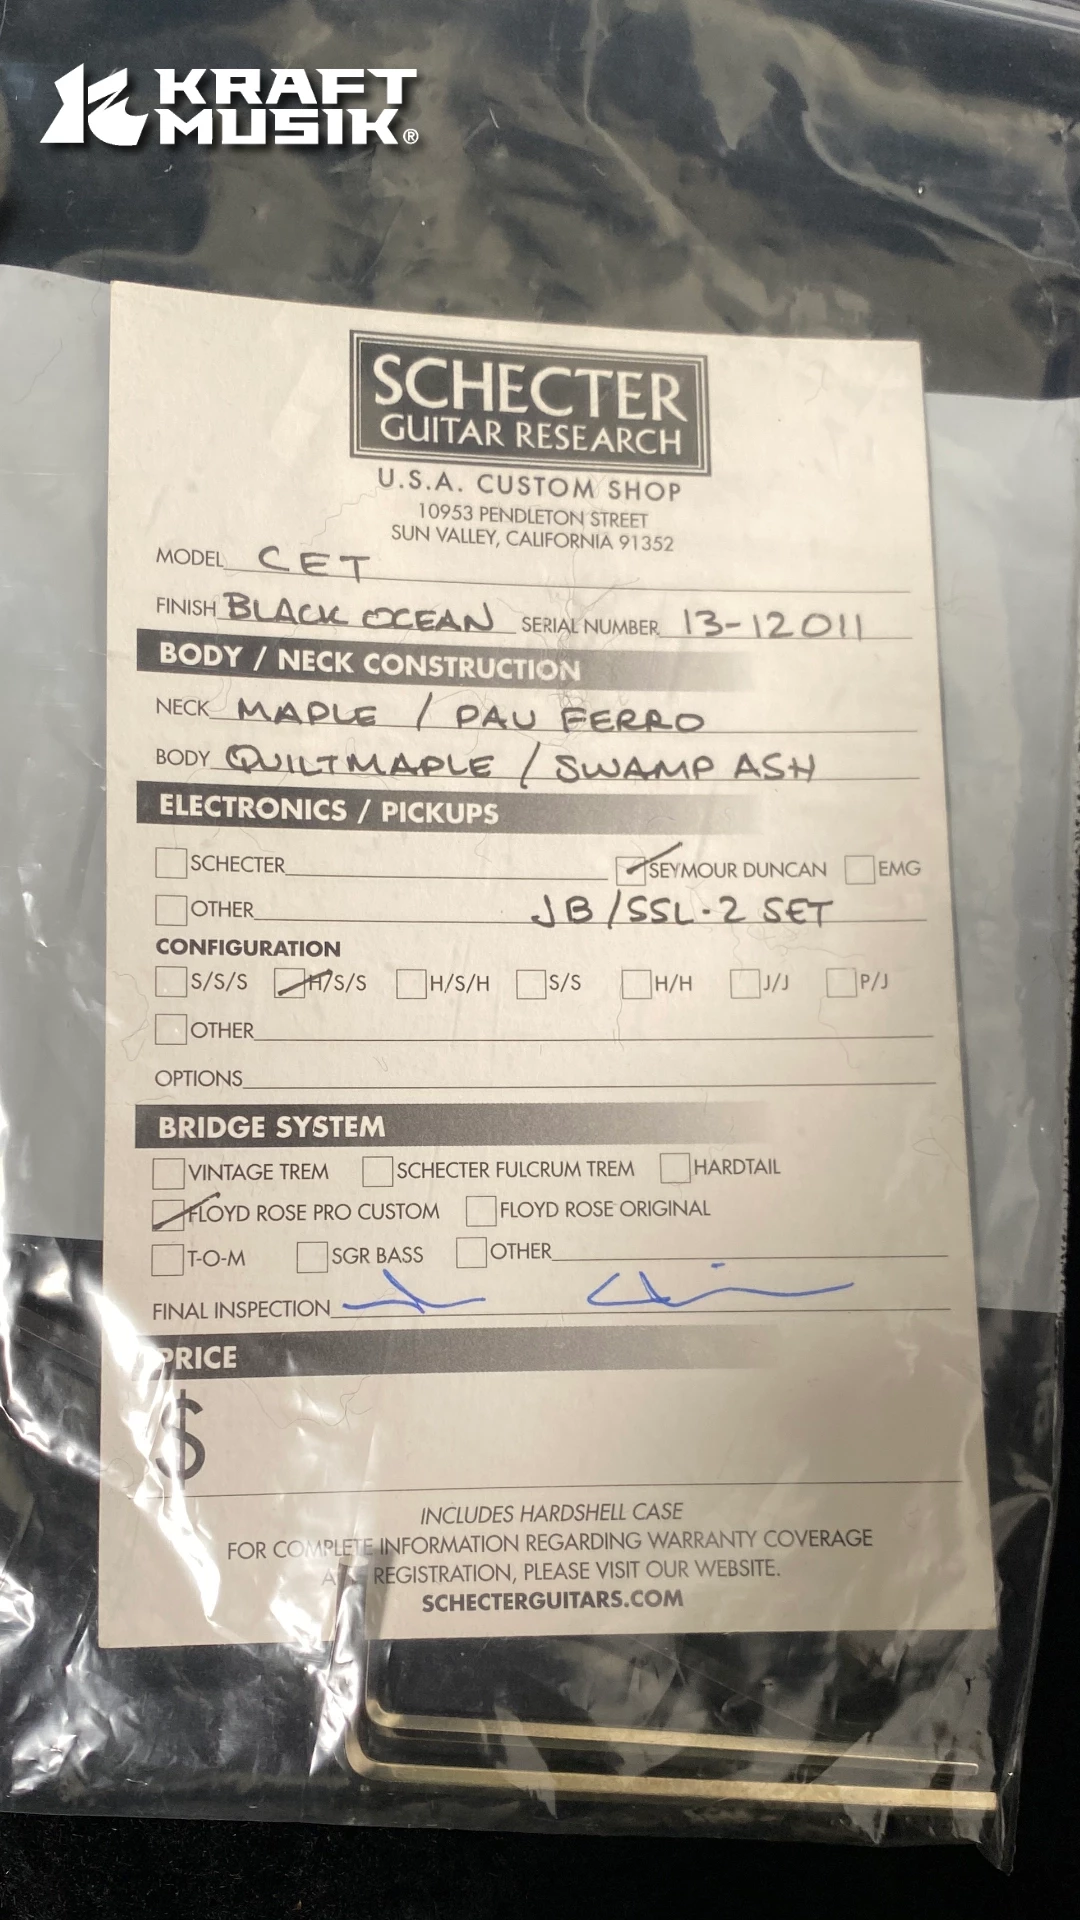 KRAFT
MUSIK®
SCHECTER
GUITAR RESEARCH
U.S.A. CUSTOM SHOP
10953 PENDLETON STREET
SUN VALLEY, CALIFORNIA 91352
MODEL CET
FINISH BLACK OCEAN SERIAL NUMBER 13-12011
BODY / NECK CONSTRUCTION
NECK MAPLE / PAU FERRO
BODY QUILTMAPLE / SWAMP ASH
ELECTRONICS / PICKUPS
SCHECTER SEYMOUR DUNCAN EMG
OTHER JB/SSL-2 SET
CONFIGURATION
S/S/S H/S/S H/S/H S/S H/H J/J P/J
OTHER
OPTIONS
BRIDGE SYSTEM
VINTAGE TREM SCHECTER FULCRUM TREM HARDTAIL
FLOYD ROSE PRO CUSTOM FLOYD ROSE ORIGINAL
T-O-M SGR BASS OTHER
FINAL INSPECTION
PRICE
$
INCLUDES HARDSHELL CASE
FOR COMPLETE INFORMATION REGARDING WARRANTY COVERAGE
REGISTRATION, PLEASE VISIT OUR WEBSITE.
SCHECTERGUITARS.COM